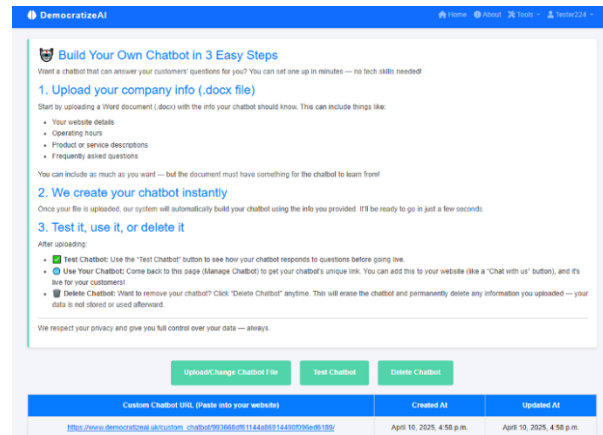 DemocratizeAI
Home About Tools Tester224
Build Your Own Chatbot in 3 Easy Steps
Want a chatbot that can answer your customers' questions for you? You can set one up in minutes — no tech skills needed!
1. Upload your company info (.docx file)
Start by uploading a Word document (.docx) with the info your chatbot should know. This can include things like:
Your website details
Operating hours
Product or service descriptions
Frequently asked questions
You can include as much as you want — but the document must have something for the chatbot to learn from!
2. We create your chatbot instantly
Once your file is uploaded, our system will automatically build your chatbot using the info you provided. It'll be ready to go in just a few seconds.
3. Test it, use it, or delete it
After uploading:
Test Chatbot: Use the "Test Chatbot" button to see how your chatbot responds to questions before going live.
Use Your Chatbot: Come back to this page (Manage Chatbot) to get your chatbot's unique link. You can add this to your website (like a "Chat with us" button), and it's
live for your customers!
Delete Chatbot: Want to remove your chatbot? Click "Delete Chatbot" anytime. This will erase the chatbot and permanently delete any information you uploaded — your
data is not stored or used afterward.
We respect your privacy and give you full control over your data — always.
Upload/Change Chatbot File Test Chatbot Delete Chatbot
Custom Chatbot URL (Paste into your website) Created At Updated At
April 10, 2025, 4:58 p.m. April 10, 2025, 4:58 p.m.